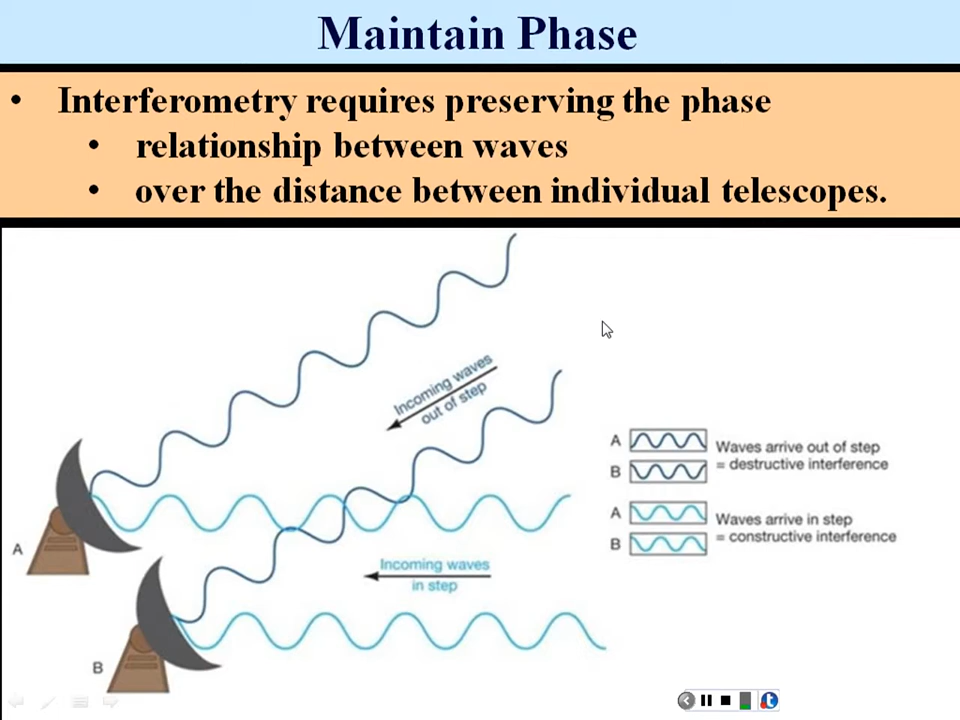 Maintain Phase
• Interferometry requires preserving the phase
• relationship between waves
• over the distance between individual telescopes.
Incoming waves
out of step
A
B
Incoming waves
in step
A
B
Waves arrive out of step
= destructive interference
A
B
Waves arrive in step
= constructive interference